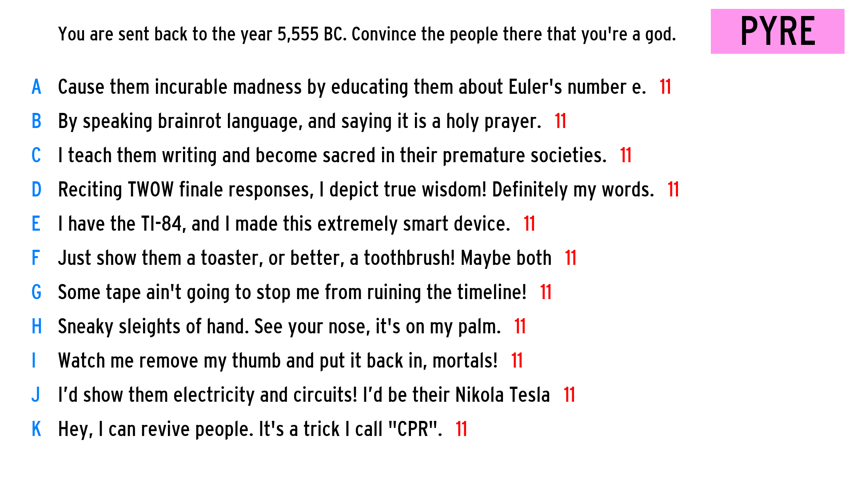 You are sent back to the year 5,555 BC. Convince the people there that you're a god.
PYRE
A Cause them incurable madness by educating them about Euler's number e. 11
B By speaking brainrot language, and saying it is a holy prayer. 11
C I teach them writing and become sacred in their premature societies. 11
D Reciting TWOW finale responses, I depict true wisdom! Definitely my words. 11
E I have the TI-84, and I made this extremely smart device. 11
F Just show them a toaster, or better, a toothbrush! Maybe both 11
G Some tape ain't going to stop me from ruining the timeline! 11
H Sneaky sleights of hand. See your nose, it's on my palm. 11
I Watch me remove my thumb and put it back in, mortals! 11
J I’d show them electricity and circuits! I’d be their Nikola Tesla 11
K Hey, I can revive people. It's a trick I call "CPR". 11